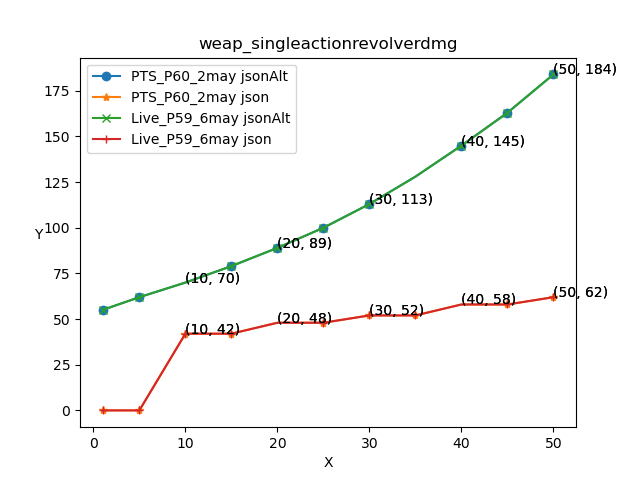 weap_singleactionrevolverdmg
PTS_P60_2may jsonAlt
PTS_P60_2may json
Live_P59_6may jsonAlt
Live_P59_6may json
(50, 184)
(40, 145)
(30, 113)
(20, 89)
(10, 70)
(50, 62)
(40, 58)
(30, 52)
(20, 48)
(10, 42)
175
150
125
100
75
50
25
0
Y
0 10 20 30 40 50
X